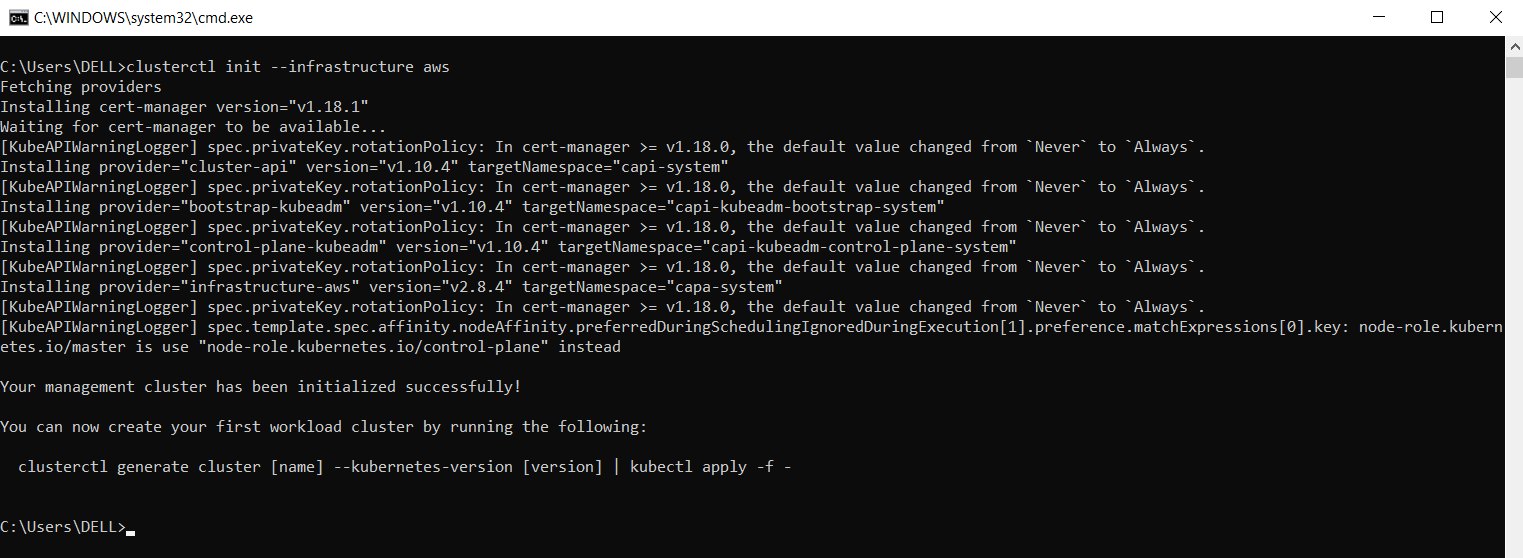 C:\WINDOWS\system32\cmd.exe
C:\Users\DELL>clusterctl init --infrastructure aws
Fetching providers
Installing cert-manager version="v1.18.1"
Waiting for cert-manager to be available...
[KubeAPIWarningLogger] spec.privateKey.rotationPolicy: In cert-manager >= v1.18.0, the default value changed from `Never` to `Always`.
Installing provider="cluster-api" version="v1.10.4" targetNamespace="capi-system"
[KubeAPIWarningLogger] spec.privateKey.rotationPolicy: In cert-manager >= v1.18.0, the default value changed from `Never` to `Always`.
Installing provider="bootstrap-kubeadm" version="v1.10.4" targetNamespace="capi-kubeadm-bootstrap-system"
[KubeAPIWarningLogger] spec.privateKey.rotationPolicy: In cert-manager >= v1.18.0, the default value changed from `Never` to `Always`.
Installing provider="control-plane-kubeadm" version="v1.10.4" targetNamespace="capi-kubeadm-control-plane-system"
[KubeAPIWarningLogger] spec.privateKey.rotationPolicy: In cert-manager >= v1.18.0, the default value changed from `Never` to `Always`.
Installing provider="infrastructure-aws" version="v2.8.4" targetNamespace="capa-system"
[KubeAPIWarningLogger] spec.privateKey.rotationPolicy: In cert-manager >= v1.18.0, the default value changed from `Never` to `Always`.
[KubeAPIWarningLogger] spec.template.spec.affinity.nodeAffinity.preferredDuringSchedulingIgnoredDuringExecution[1].preference.matchExpressions[0].key: node-role.kubern
etes.io/master is use "node-role.kubernetes.io/control-plane" instead
Your management cluster has been initialized successfully!
You can now create your first workload cluster by running the following:
clusterctl generate cluster [name] --kubernetes-version [version] | kubectl apply -f -
C:\Users\DELL>